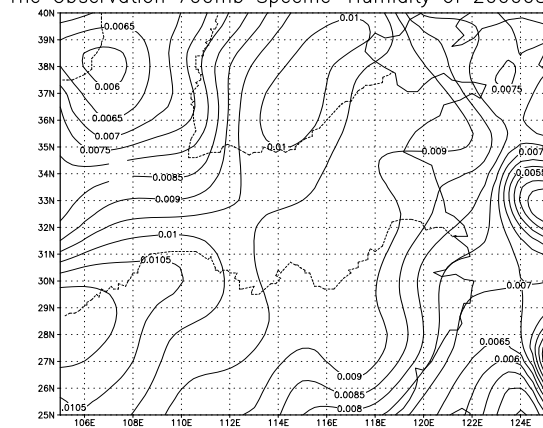 The Observation 700mb Specific Humidity of
40N
0.0065
0.01
39N
38N
0.006
0.0075
37N
36N
0.0065
0.007
35N
0.0075
0.01
0.009
0.007
34N
0.0085
33N
0.009
32N
0.01
31N
0.0105
30N
0.007
29N
28N
0.0065
27N
0.006
26N
0.009
0.0085
0.0105
0.008
25N
106E 108E 110E 112E 114E 116E 118E 120E 122E 124E